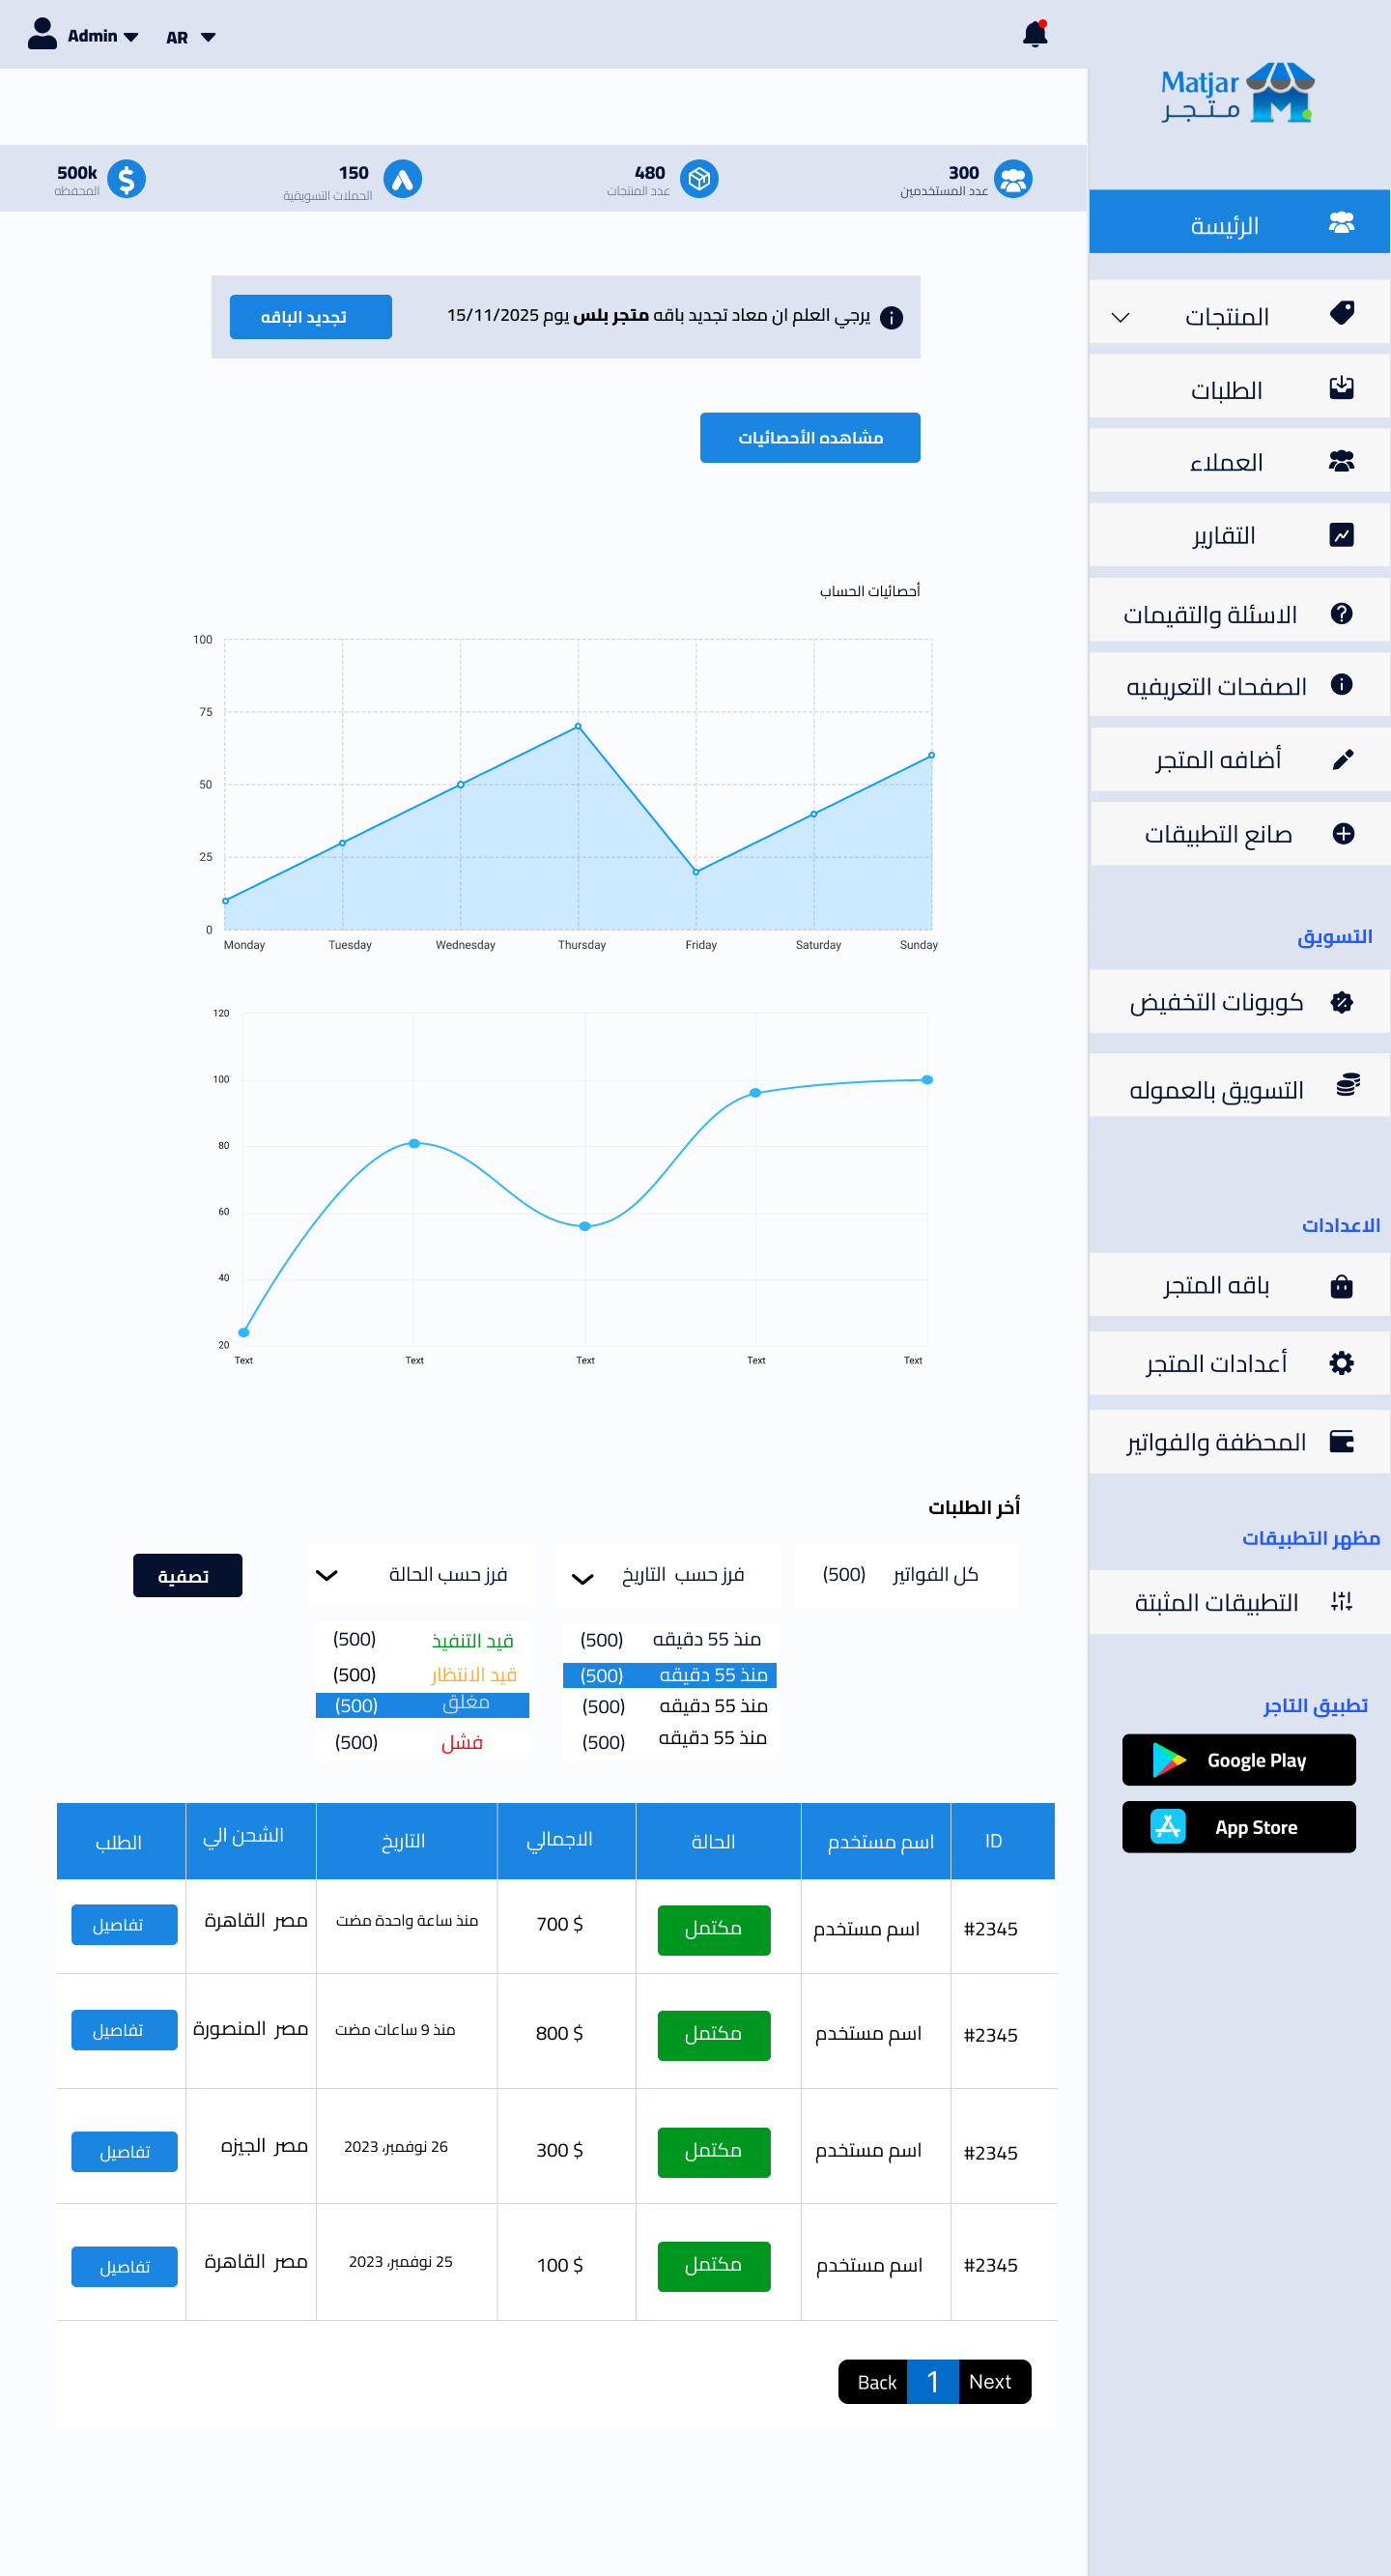 Admin
AR
Matjar
متجر
300
عدد المستخدمين
480
عدد المنتجات
150
الحملات التسويقية
500k
المحفظه
الرئيسة
المنتجات
الطلبات
العملاء
التقارير
الاسئلة والتقيمات
الصفحات التعريفيه
أضافه المتجر
صانع التطبيقات
التسويق
كوبونات التخفيض
التسويق بالعموله
الاعدادات
باقه المتجر
أعدادات المتجر
المحظفة والفواتير
مظهر التطبيقات
التطبيقات المثبتة
تطبيق التاجر
Google Play
App Store
يرجي العلم ان معاد تجديد باقه متجر بلس يوم 15/11/2025
تجديد الباقه
مشاهده الأحصائيات
أحصائيات الحساب
100
75
50
25
0
Monday Tuesday Wednesday Thursday Friday Saturday Sunday
120
100
80
60
40
20
Text Text Text Text Text
أخر الطلبات
كل الفواتير (500)
فرز حسب التاريخ
فرز حسب الحالة
تصفية
منذ 55 دقيقه (500)
منذ 55 دقيقه (500)
منذ 55 دقيقه (500)
منذ 55 دقيقه (500)
قيد التنفيذ (500)
قيد الانتظار (500)
مغلق (500)
فشل (500)
ID اسم مستخدم الحالة الاجمالي التاريخ الشحن الي الطلب
#2345 اسم مستخدم مكتمل 700 $ منذ ساعة واحدة مضت مصر القاهرة تفاصيل
#2345 اسم مستخدم مكتمل 800 $ منذ 9 ساعات مضت مصر المنصورة تفاصيل
#2345 اسم مستخدم مكتمل 300 $ 26 نوفمبر، 2023 مصر الجيزه تفاصيل
#2345 اسم مستخدم مكتمل 100 $ 25 نوفمبر، 2023 مصر القاهرة تفاصيل
Back 1 Next